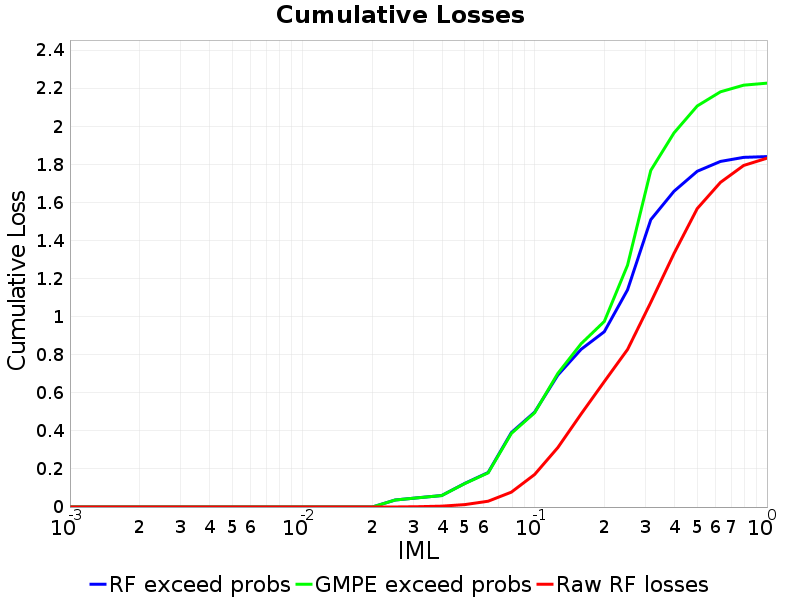 Cumulative Losses
Cumulative Loss
2.4
2.2
2
1.8
1.6
1.4
1.2
1
0.8
0.6
0.4
0.2
0
10^-3 2 3 4 5 6 10^-2 2 3 4 5 6 10^-1 2 3 4 5 6 7 10^0
IML
RF exceed probs GMPE exceed probs Raw RF losses